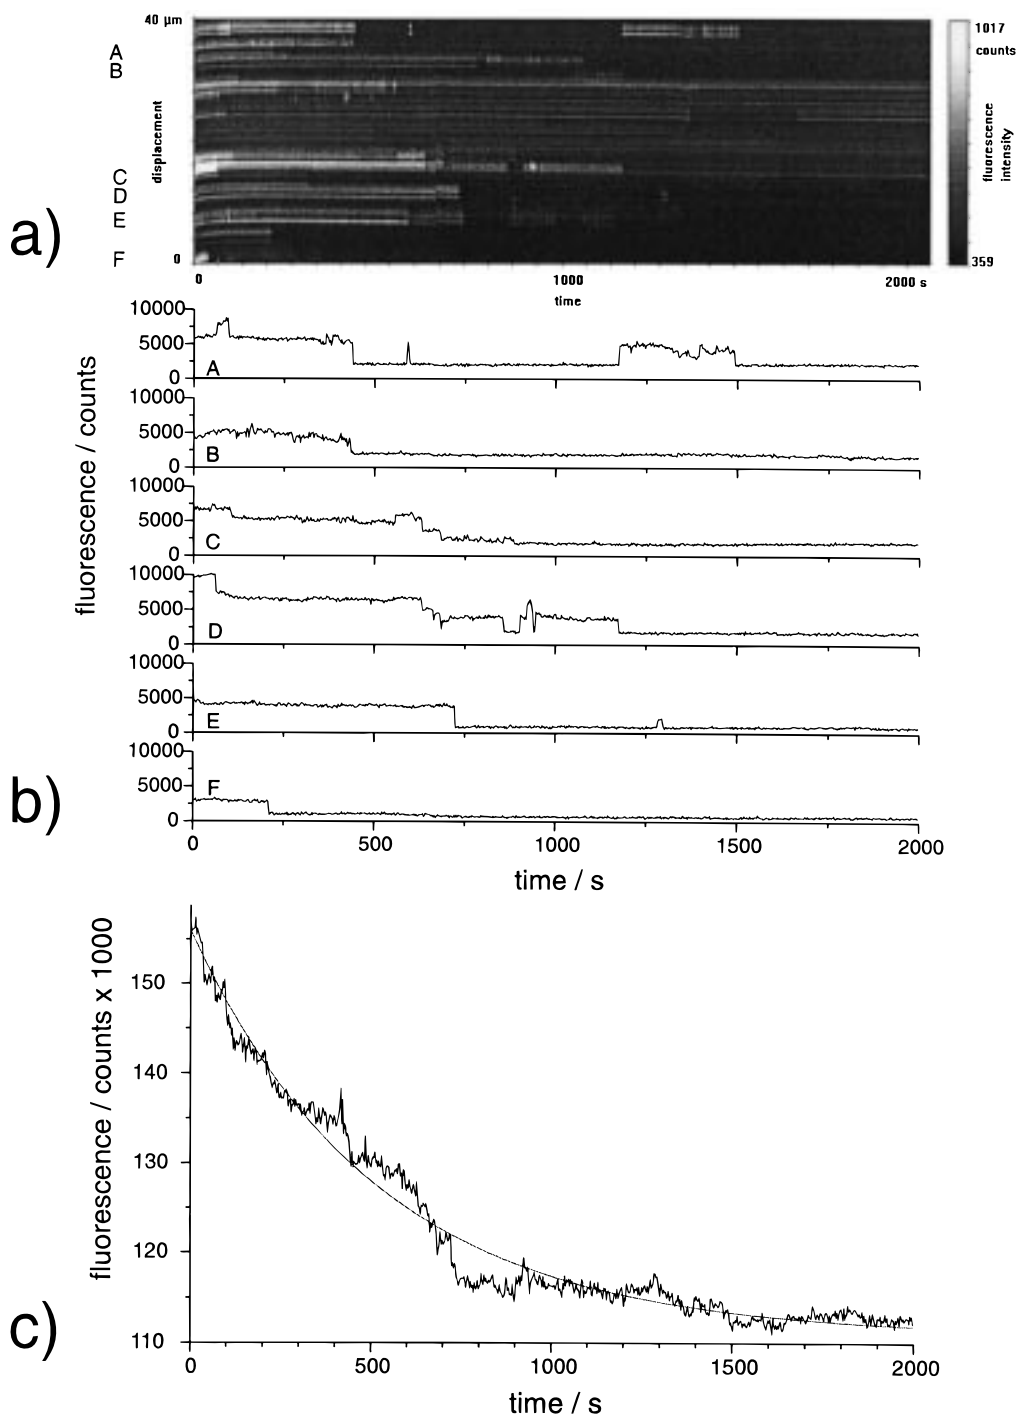 40 µm
A
B
displacement
C
D
E
F
0
a)
0
1000
2000 s
time
1017
counts
fluorescence
intensity
359
b)
fluorescence / counts
10000
5000
0
A
10000
5000
0
B
10000
5000
0
C
10000
5000
0
D
10000
5000
0
E
10000
5000
0
F
0
500
1000
1500
2000
time / s
c)
fluorescence / counts x 1000
150
140
130
120
110
0
500
1000
1500
2000
time / s